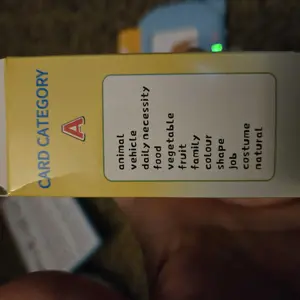 CARD CATEGORY
A
animal
vehicle
daily necessity
food
vegetable
fruit
family
colour
shape
job
costume
natural